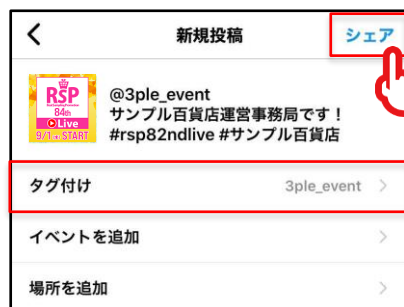 新規投稿
シェア
RSP
84th
Live
9/1 START
@3ple_event
サンプル百貨店運営事務局です！
#rsp82ndlive #サンプル百貨店
タグ付け
3ple_event
イベントを追加
場所を追加